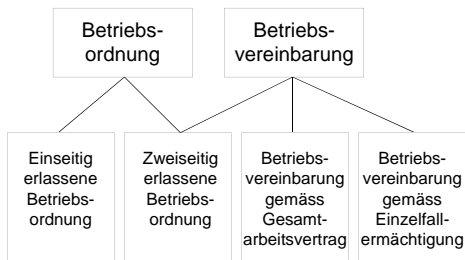 Betriebs-
ordnung
Betriebs-
vereinbarung
Einseitig
erlassene
Betriebs-
ordnung
Zweiseitig
erlassene
Betriebs-
ordnung
Betriebs-
vereinbarung
gemäss
Gesamt-
arbeitsvertrag
Betriebs-
vereinbarung
gemäss
Einzelfall-
ermächtigung